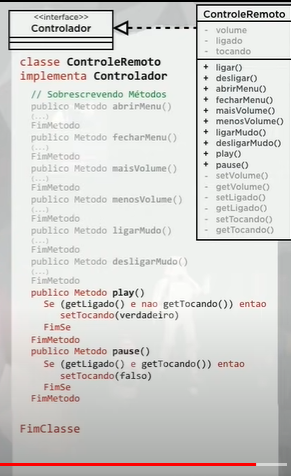 <<interface>>
Controlador
ControleRemoto
- volume
- ligado
- tocando
+ ligar()
+ desligar()
+ abrirMenu()
+ fecharMenu()
+ maisVolume()
+ menosVolume()
+ ligarMudo()
+ desligarMudo()
+ play()
+ pause()
- setVolume()
- getVolume()
- setLigado()
- getLigado()
- setTocando()
- getTocando()
classe ControleRemoto
implementa Controlador
// Sobrescrevendo Métodos
publico Metodo abrirMenu()
(...)
FimMetodo
publico Metodo fecharMenu()
(...)
FimMetodo
publico Metodo maisVolume()
(...)
FimMetodo
publico Metodo menosVolume()
(...)
FimMetodo
publico Metodo ligarMudo()
(...)
FimMetodo
publico Metodo desligarMudo()
(...)
FimMetodo
publico Metodo play()
Se (getLigado() e nao getTocando()) entao
setTocando(verdadeiro)
FimSe
FimMetodo
publico Metodo pause()
Se (getLigado() e getTocando()) entao
setTocando(falso)
FimSe
FimMetodo
FimClasse